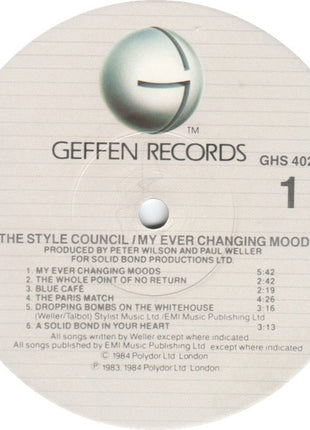 G
TM
GEFFEN RECORDS
GHS 402
1
THE STYLE COUNCIL/MY EVER CHANGING MOOD
PRODUCED BY PETER WILSON AND PAUL WELLER
FOR SOLID BOND PRODUCTIONS LTD.
1 MY EVER CHANGING MOODS 5:42
2. THE WHOLE POINT OF NO RETURN 2:42
3. BLUE CAFÉ 2:19
4. THE PARIS MATCH 4:26
5. DROPPING BOMBS ON THE WHITEHOUSE 3:16
(Weller/Talbot) Stylist Music Ltd./EMI Music Publishing Ltd
6. A SOLID BOND IN YOUR HEART 3:13
All songs written by Weller except where indicated
All songs published by EMI Music Publishing Ltd. except where indicated
© 1984 Polydor Ltd. London
℗ 1983, 1984 Polydor Ltd. London